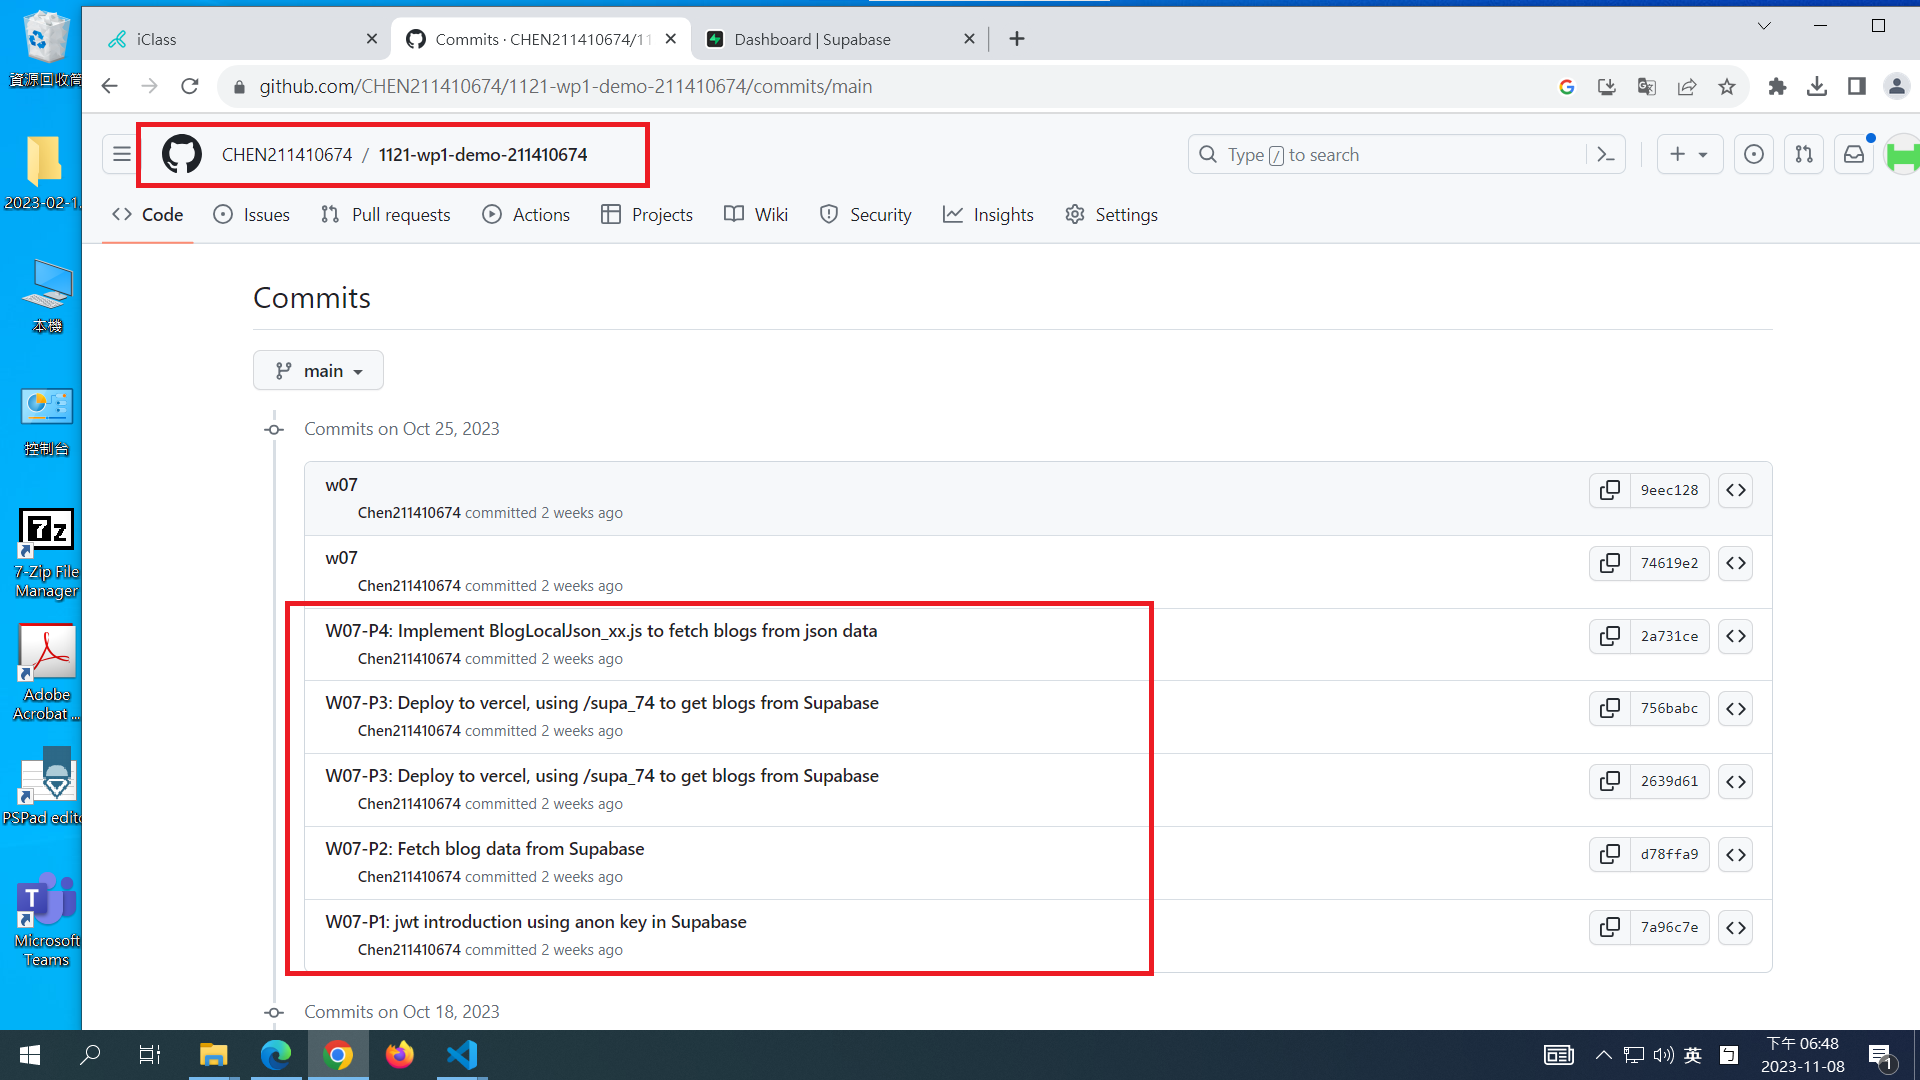 資源回收筒
2023-02-1...
本機
控制台
7-Zip File
Manager
Adobe
Acrobat ...
PSPad edito
Microsoft
Teams
iClass
Commits · CHEN211410674/11
Dashboard | Supabase
github.com/CHEN211410674/1121-wp1-demo-211410674/commits/main
CHEN211410674 / 1121-wp1-demo-211410674
Type / to search
Code
Issues
Pull requests
Actions
Projects
Wiki
Security
Insights
Settings
Commits
main
Commits on Oct 25, 2023
w07
9eec128
Chen211410674 committed 2 weeks ago
w07
74619e2
Chen211410674 committed 2 weeks ago
W07-P4: Implement BlogLocalJson_xx.js to fetch blogs from json data
2a731ce
Chen211410674 committed 2 weeks ago
W07-P3: Deploy to vercel, using /supa_74 to get blogs from Supabase
756babc
Chen211410674 committed 2 weeks ago
W07-P3: Deploy to vercel, using /supa_74 to get blogs from Supabase
2639d61
Chen211410674 committed 2 weeks ago
W07-P2: Fetch blog data from Supabase
d78ffa9
Chen211410674 committed 2 weeks ago
W07-P1: jwt introduction using anon key in Supabase
7a96c7e
Chen211410674 committed 2 weeks ago
Commits on Oct 18, 2023
英
下午 06:48
2023-11-08
1